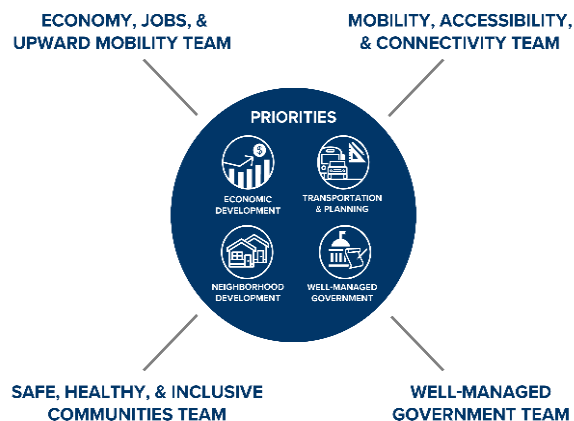 ECONOMY, JOBS, &
UPWARD MOBILITY TEAM
MOBILITY, ACCESSIBILITY,
& CONNECTIVITY TEAM
PRIORITIES
$
ECONOMIC
DEVELOPMENT
TRANSPORTATION
& PLANNING
NEIGHBORHOOD
DEVELOPMENT
WELL-MANAGED
GOVERNMENT
SAFE, HEALTHY, & INCLUSIVE
COMMUNITIES TEAM
WELL-MANAGED
GOVERNMENT TEAM